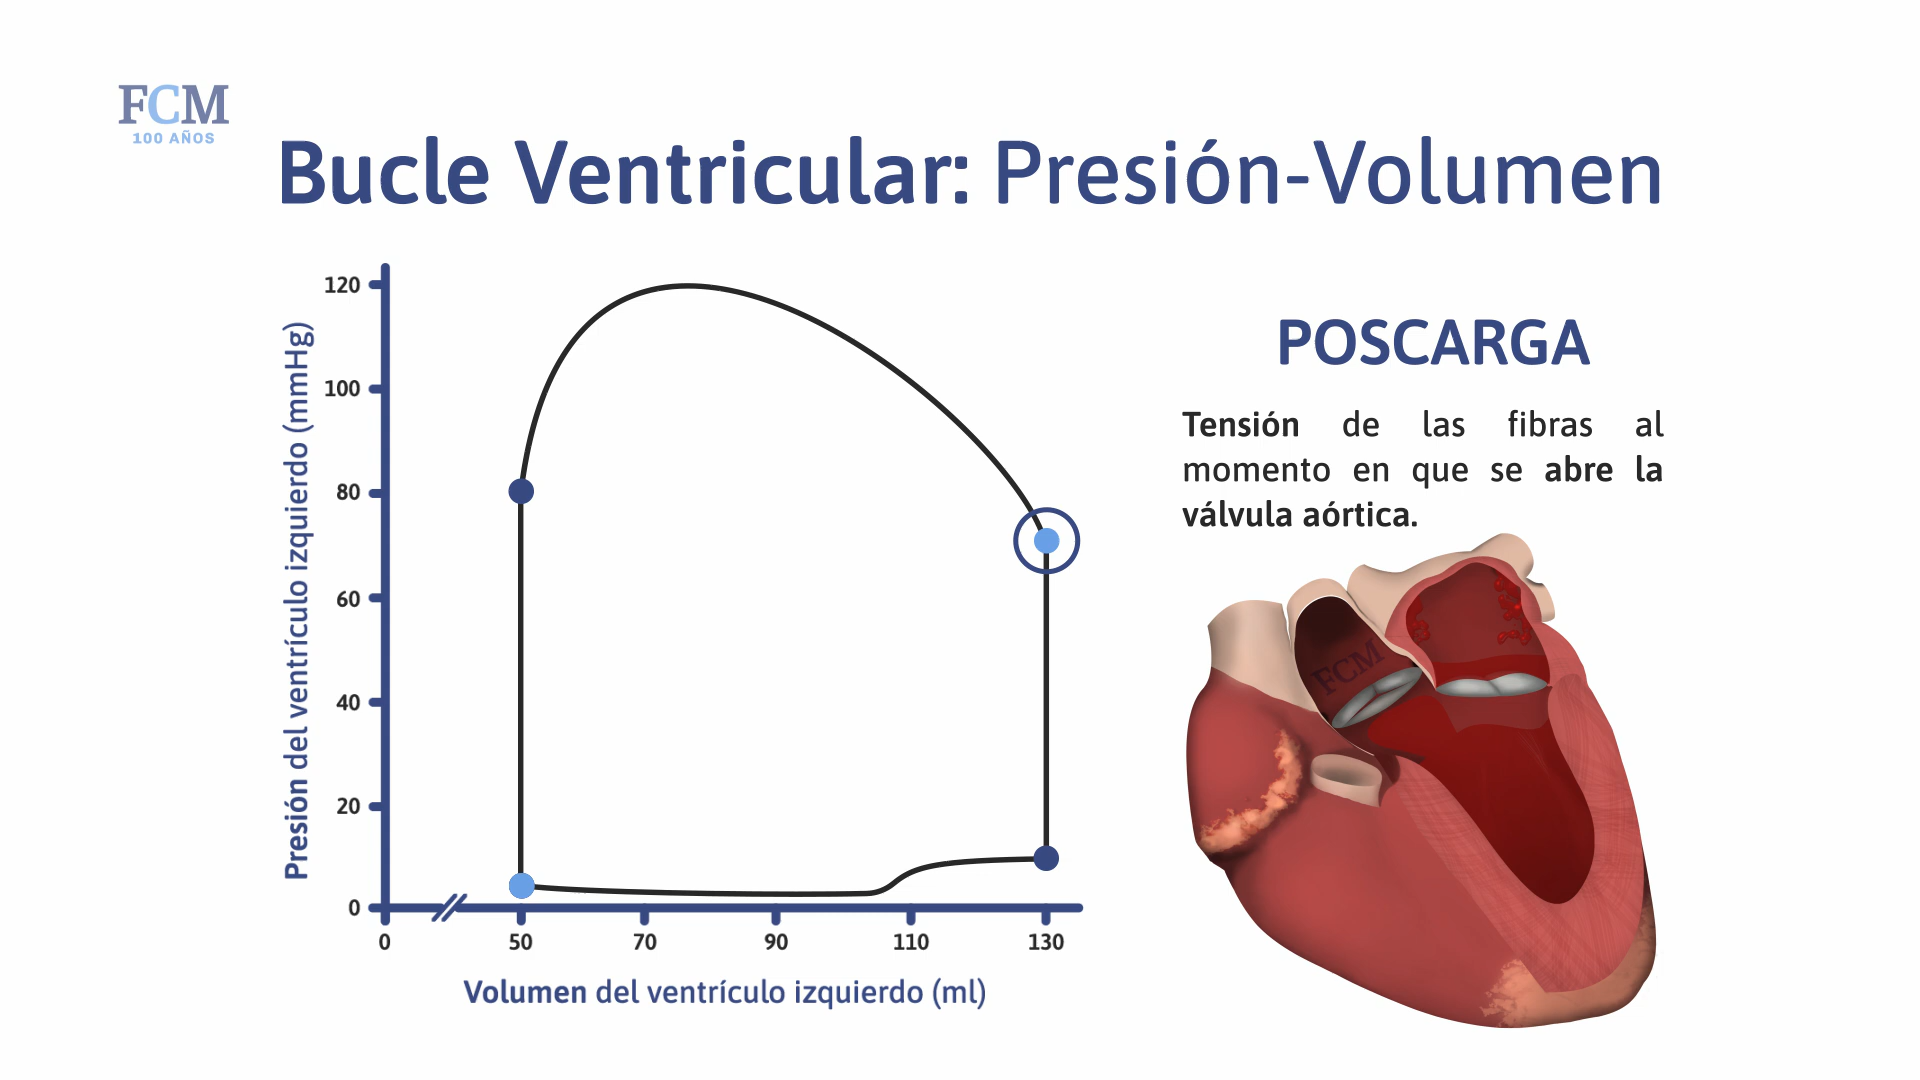 FCM
100 AÑOS
Bucle Ventricular: Presión-Volumen
Presión del ventrículo izquierdo (mmHg)
120
100
80
60
40
20
0
0 50 70 90 110 130
Volumen del ventrículo izquierdo (ml)
POSCARGA
Tensión de las fibras al
momento en que se abre la
válvula aórtica.
FCM